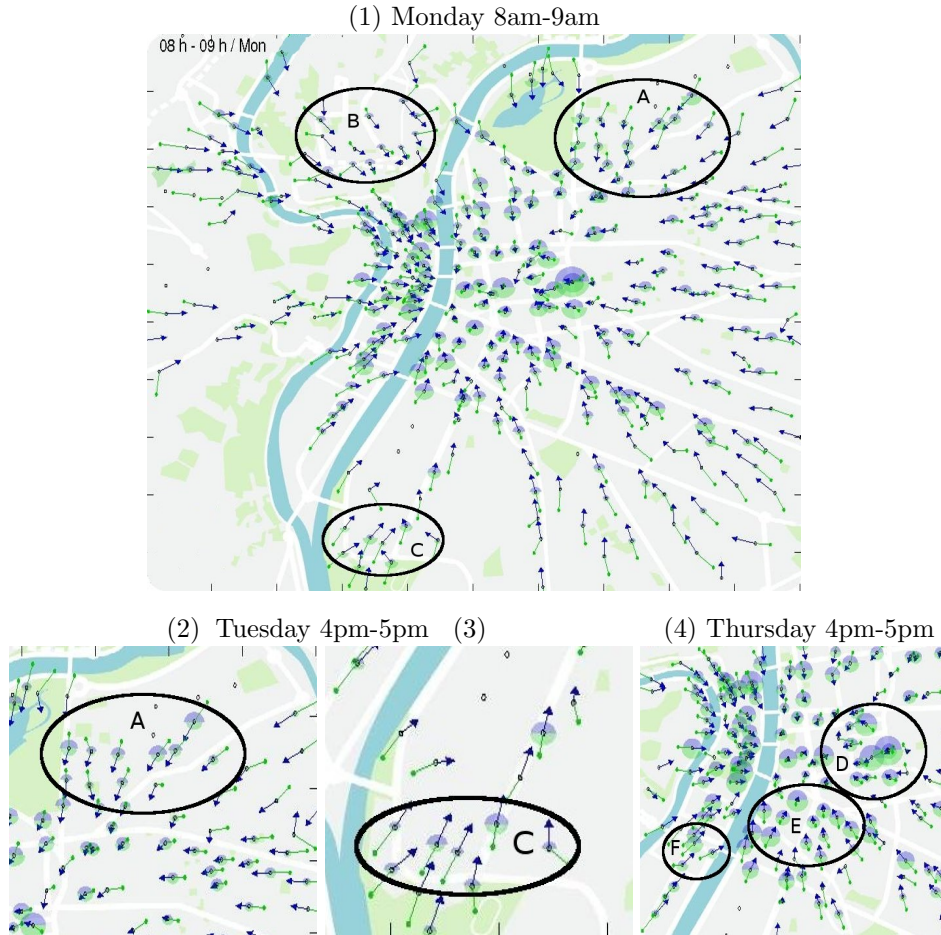 (1) Monday 8am-9am
08 h - 09 h / Mon
A
B
C
(2) Tuesday 4pm-5pm (3)
(4) Thursday 4pm-5pm
A
C
D
E
F